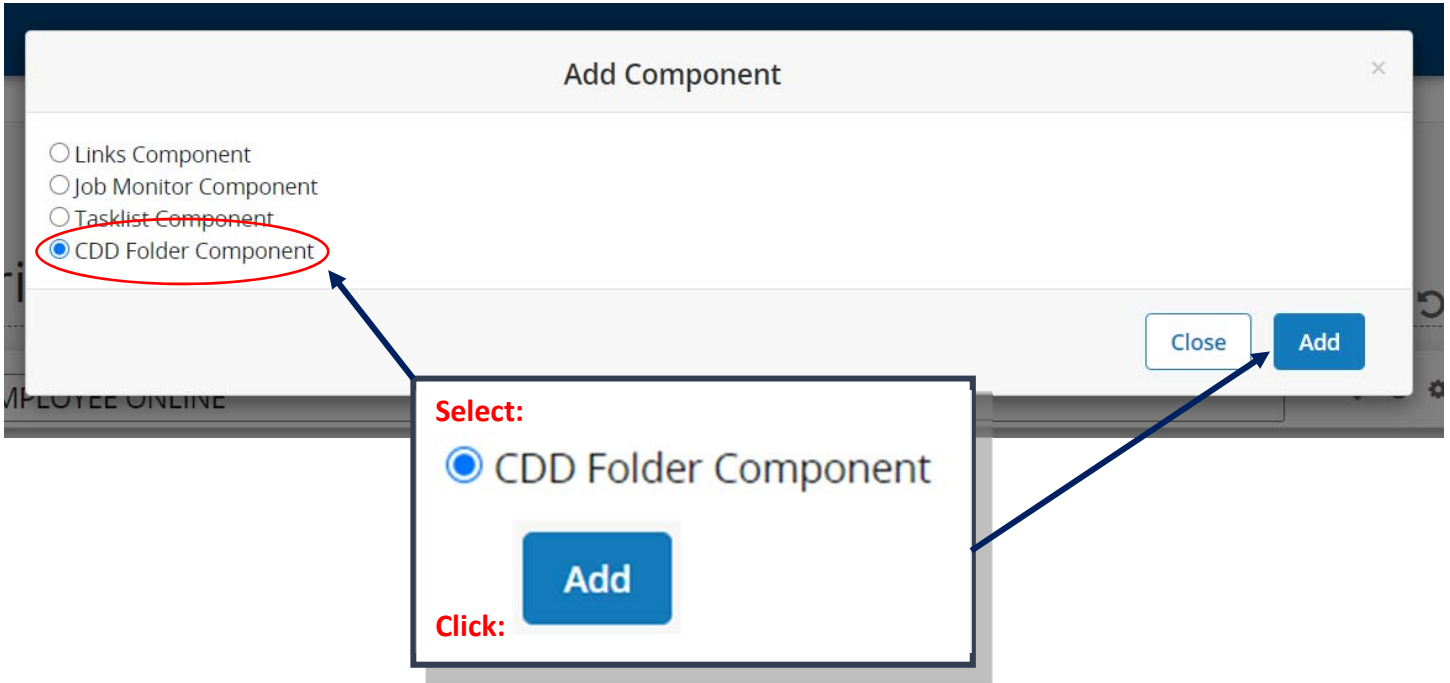 Add Component
×
Links Component
Job Monitor Component
Tasklist Component
CDD Folder Component
Close Add
ONLINE
Select:
CDD Folder Component
Add
Click: